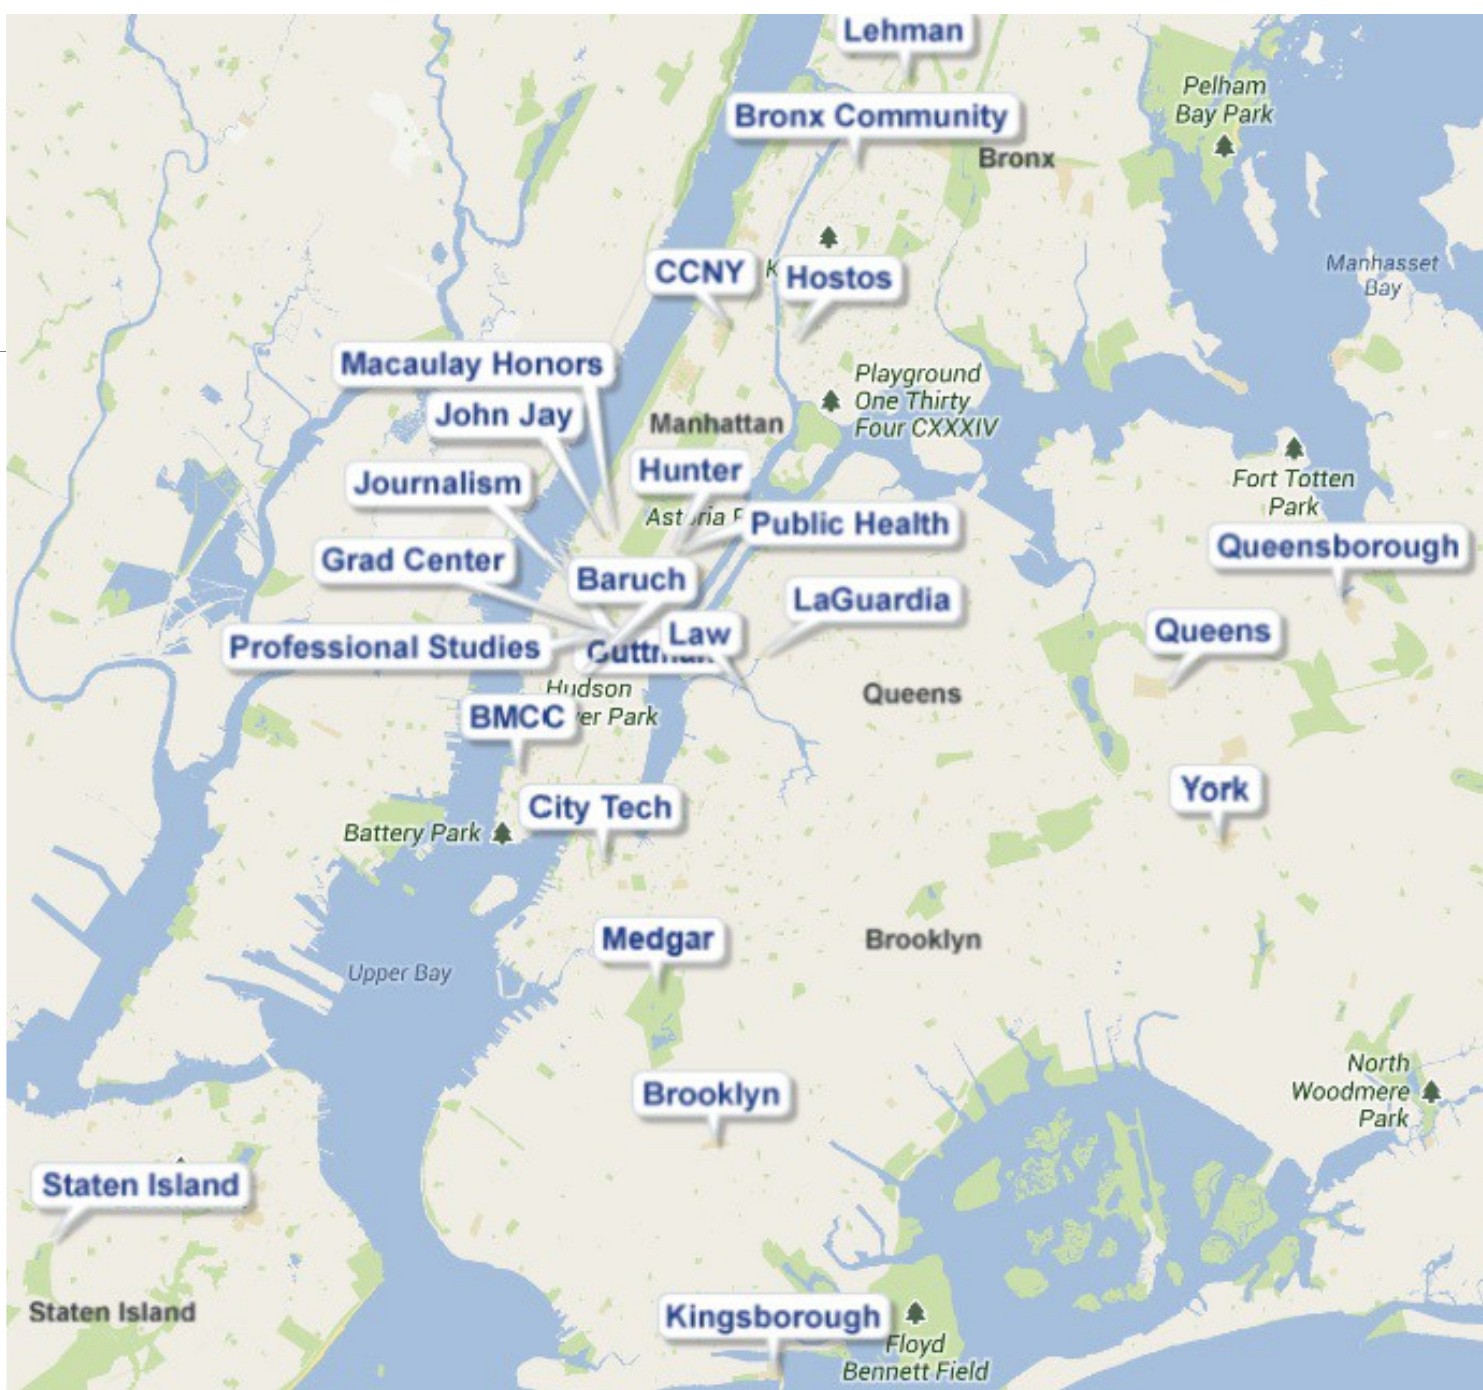 Lehman
Pelham
Bay Park
Bronx Community
Bronx
CCNY
Hostos
Manhasset
Bay
Macaulay Honors
Playground
One Thirty
Four CXXXIV
John Jay
Manhattan
Hunter
Journalism
Fort Totten
Park
Public Health
Queensborough
Grad Center
Baruch
LaGuardia
Queens
Law
Professional Studies
Hudson
Park
Queens
BMCC
York
City Tech
Battery Park
Medgar
Brooklyn
Upper Bay
North
Woodmere
Park
Brooklyn
Staten Island
Staten Island
Kingsborough
Floyd
Bennett Field